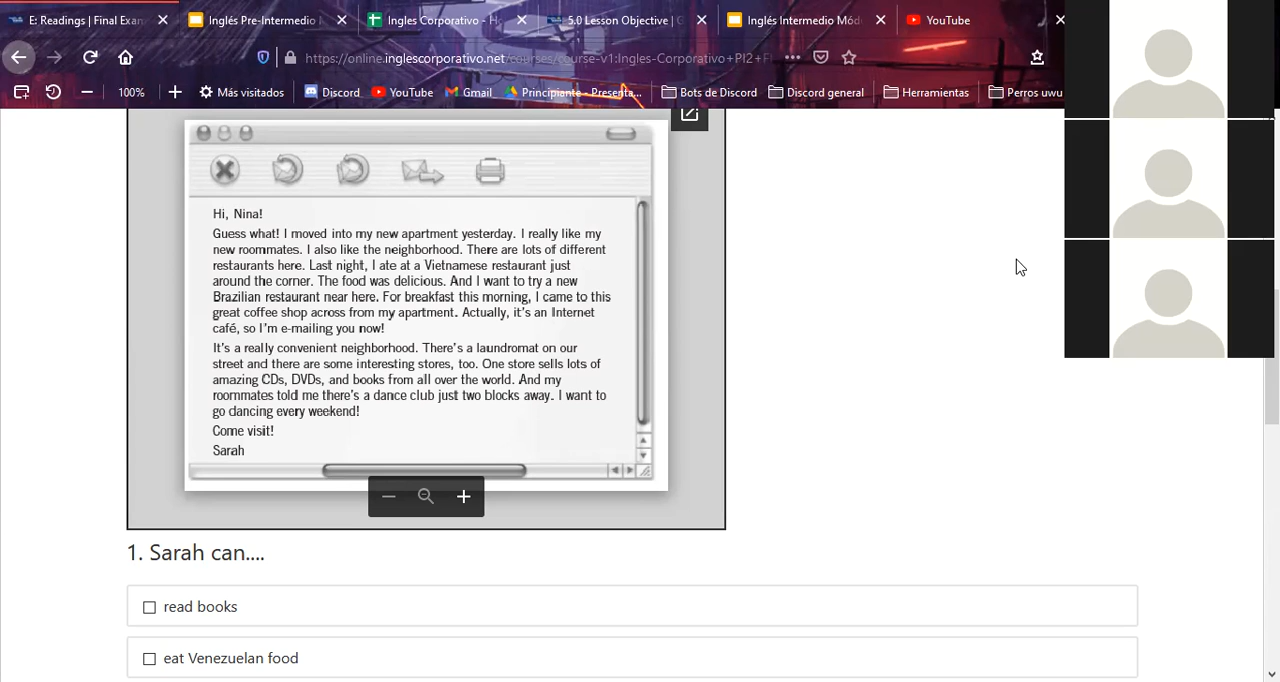 E: Readings | Final Exa
Inglés Pre-Intermedio
Ingles Corporativo - H
5.0 Lesson Objective |
Inglés Intermedio Mód
YouTube
https://online.inglescorporativo.net/courses/course-v1:Ingles-Corporativo+PI2+F
100%
Más visitados
Discord
YouTube
Gmail
Principiante - Presenta...
Bots de Discord
Discord general
Herramientas
Perros uwu
Hi, Nina!
Guess what! I moved into my new apartment yesterday. I really like my
new roommates. I also like the neighborhood. There are lots of different
restaurants here. Last night, I ate at a Vietnamese restaurant just
around the corner. The food was delicious. And I want to try a new
Brazilian restaurant near here. For breakfast this morning, I came to this
great coffee shop across from my apartment. Actually, it's an Internet
café, so I'm e-mailing you now!
It's a really convenient neighborhood. There's a laundromat on our
street and there are some interesting stores, too. One store sells lots of
amazing CDs, DVDs, and books from all over the world. And my
roommates told me there's a dance club just two blocks away. I want to
go dancing every weekend!
Come visit!
Sarah
1. Sarah can....
read books
eat Venezuelan food